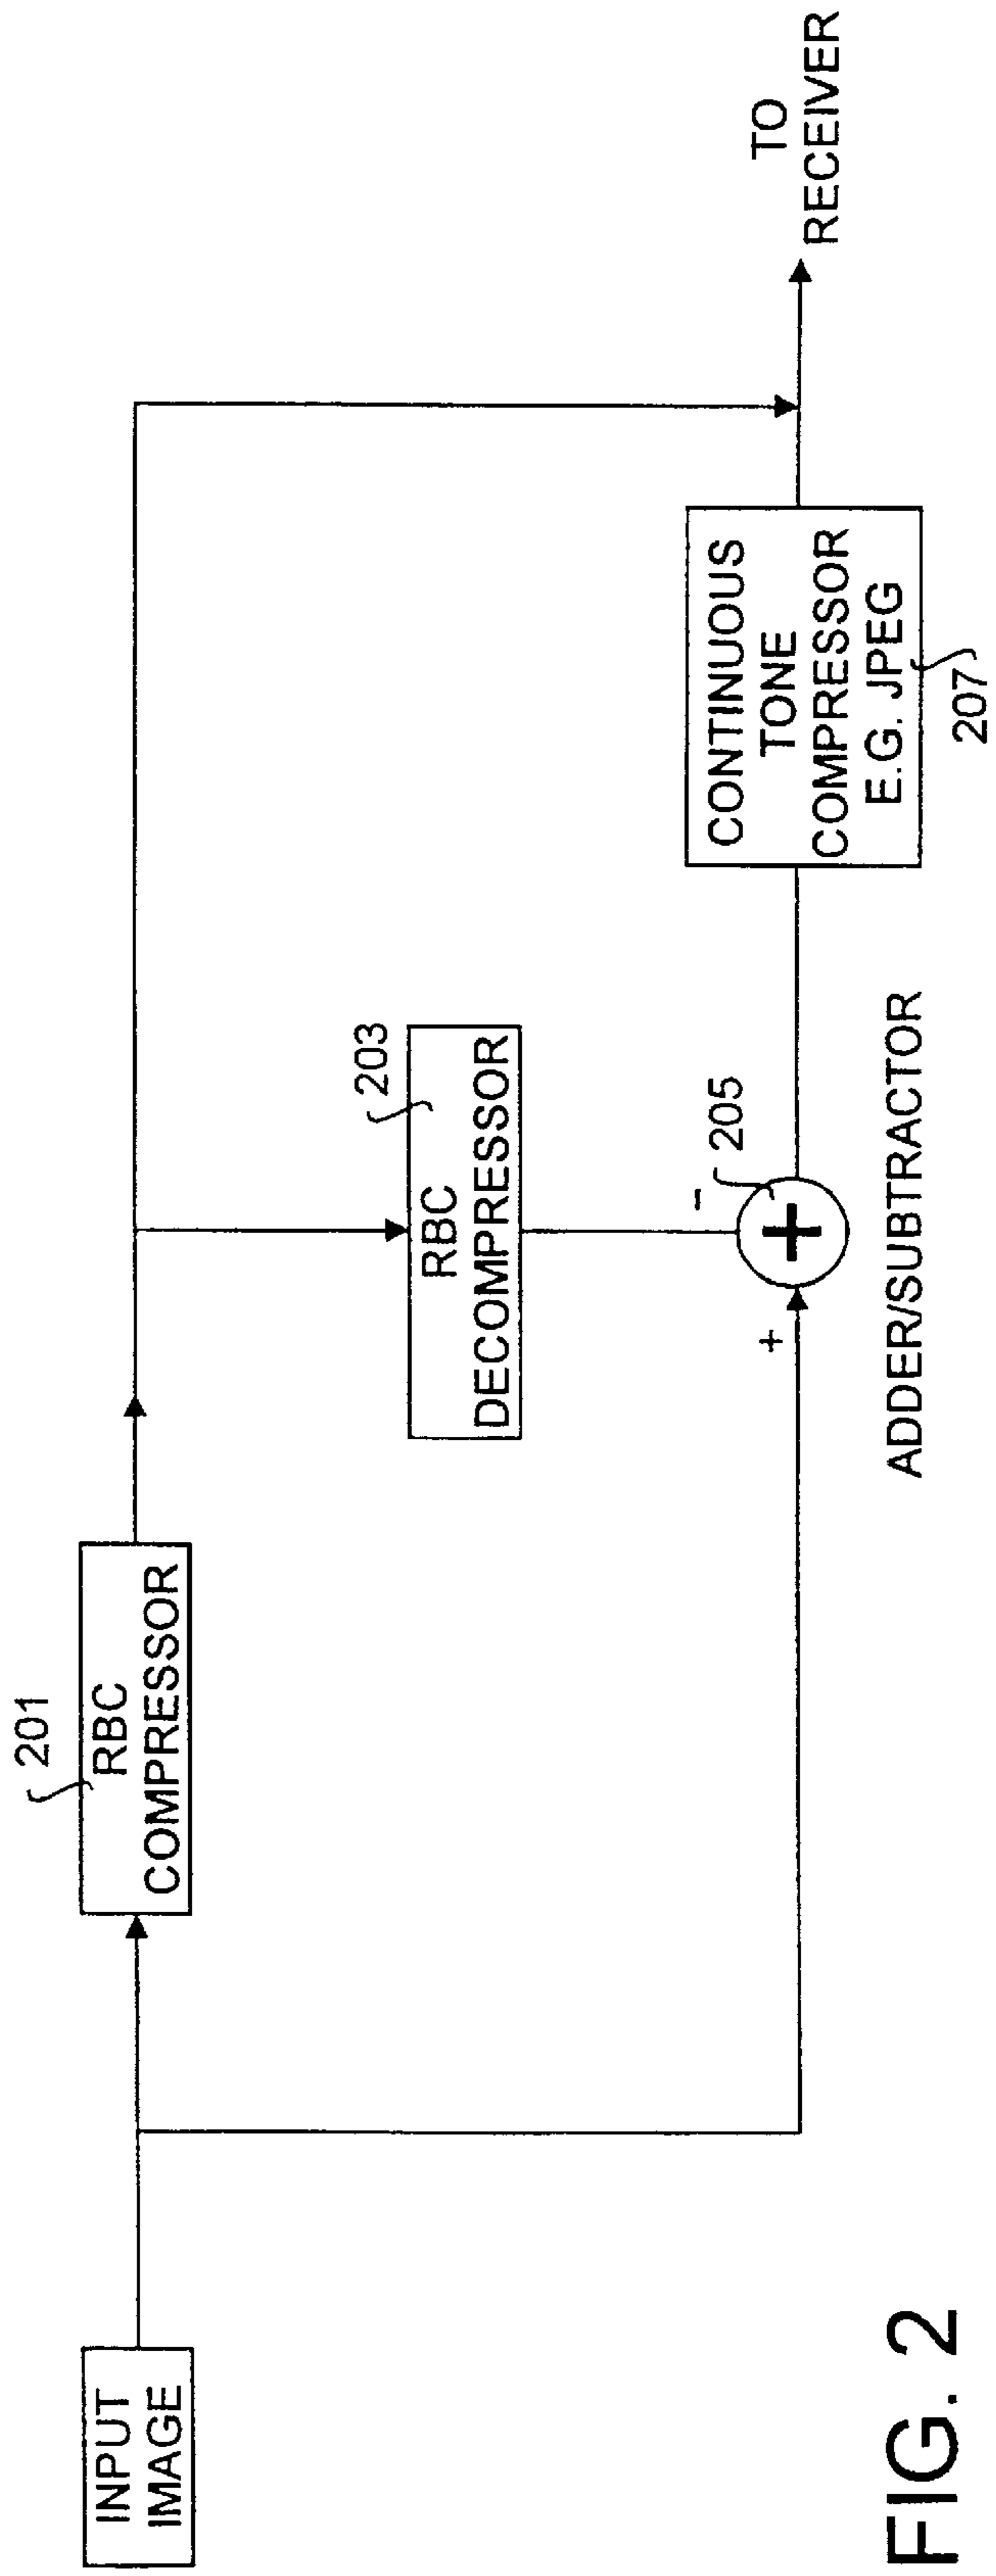 INPUT
IMAGE
201
RBC
COMPRESSOR
203
RBC
DECOMPRESSOR
-
205
+
+
ADDER/SUBTRACTOR
CONTINUOUS
TONE
COMPRESSOR
E.G. JPEG
207
TO
RECEIVER
FIG. 2